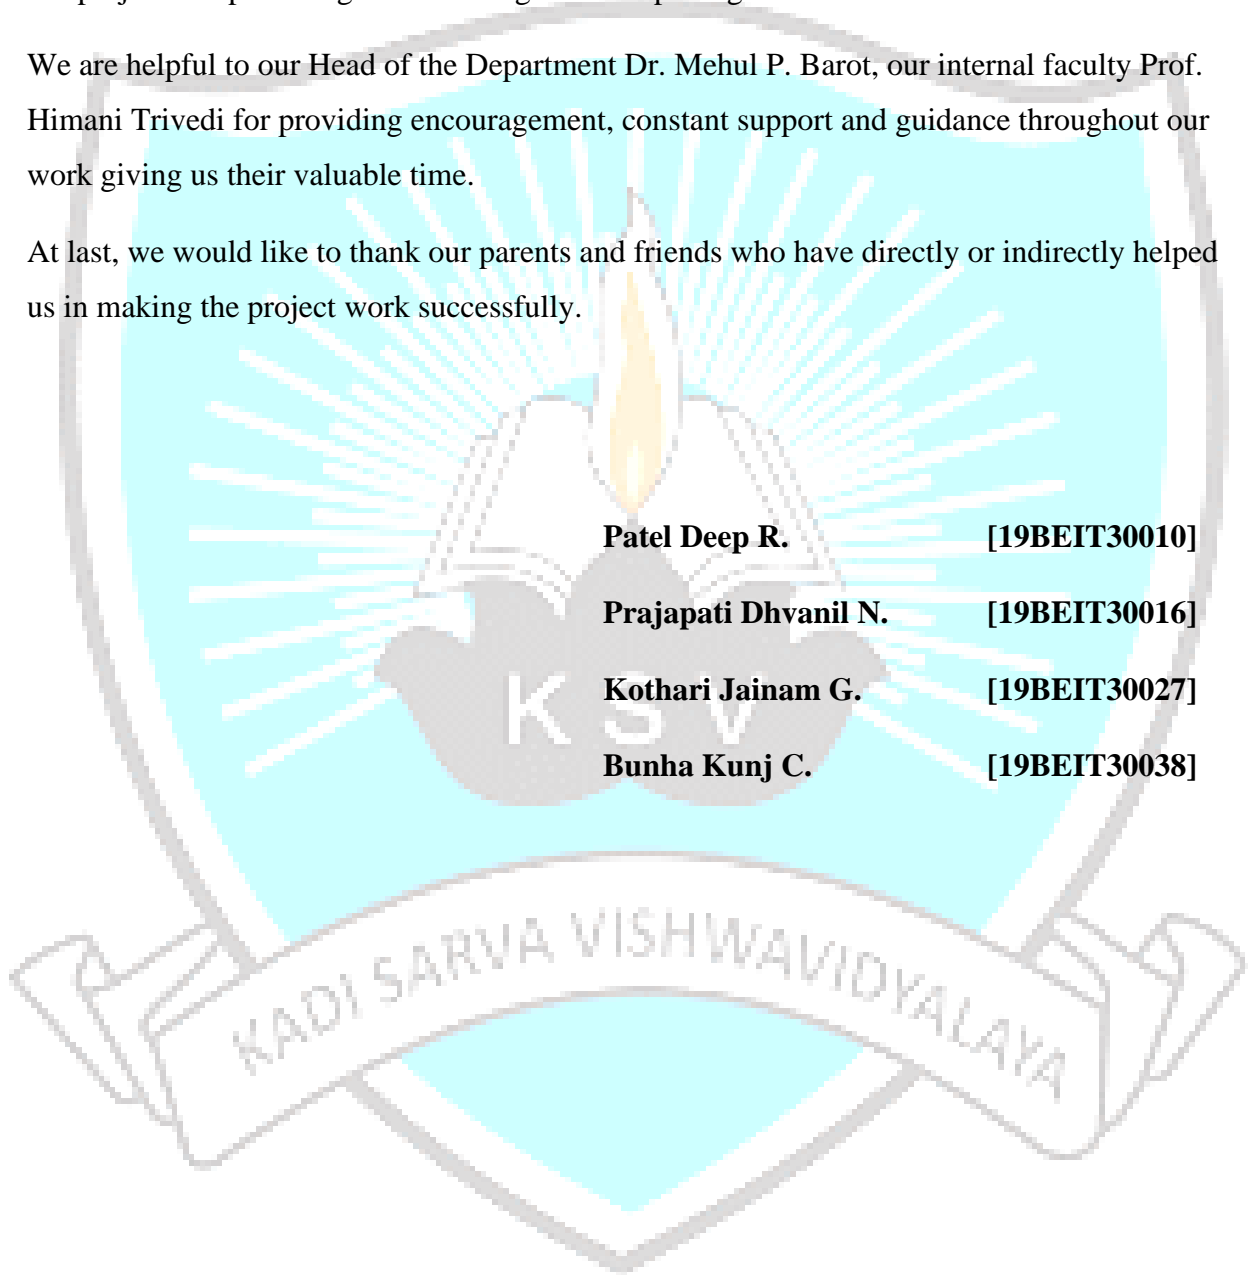 We are helpful to our Head of the Department Dr. Mehul P. Barot, our internal faculty Prof.
Himani Trivedi for providing encouragement, constant support and guidance throughout our
work giving us their valuable time.
At last, we would like to thank our parents and friends who have directly or indirectly helped
us in making the project work successfully.
Patel Deep R. [19BEIT30010]
Prajapati Dhvanil N. [19BEIT30016]
Kothari Jainam G. [19BEIT30027]
Bunha Kunj C. [19BEIT30038]
K S V
KADI SARVA VISHWAVIDYALAYA